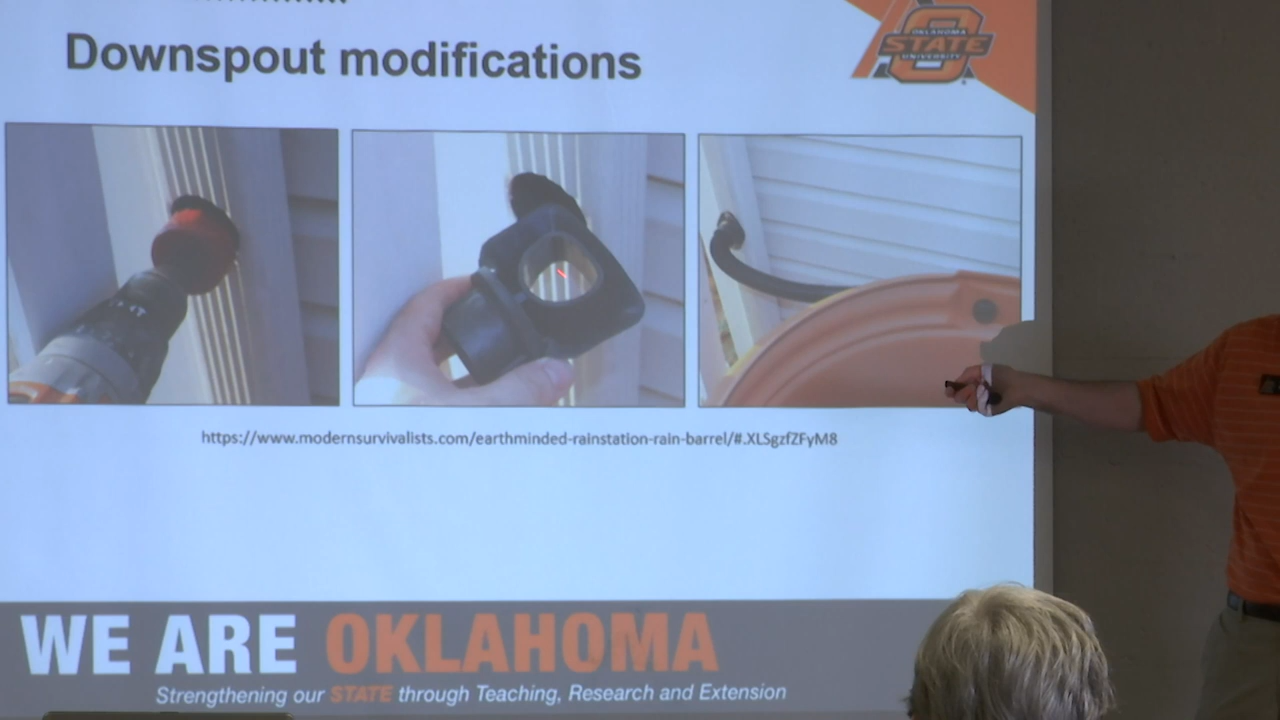 Downspout modifications
OKLAHOMA
STATE
UNIVERSITY
https://www.modernsurvivalists.com/earthminded-rainstation-rain-barrel/#.XLSgzfZFyM8
WE ARE OKLAHOMA
Strengthening our STATE through Teaching, Research and Extension